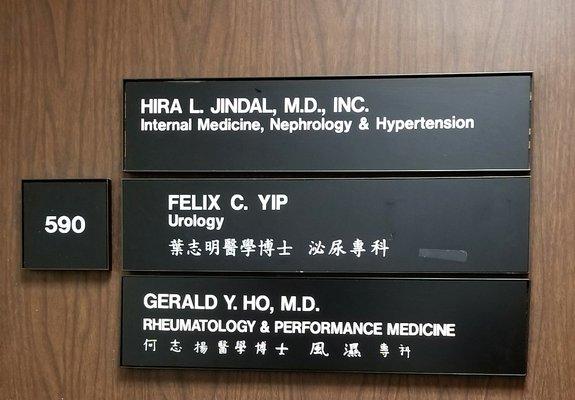 HIRA L. JINDAL, M.D., INC.
Internal Medicine, Nephrology & Hypertension
590
FELIX C. YIP
Urology
葉志明醫學博士 泌尿專科
GERALD Y. HO, M.D.
RHEUMATOLOGY & PERFORMANCE MEDICINE
何志揚醫學博士 風濕專科